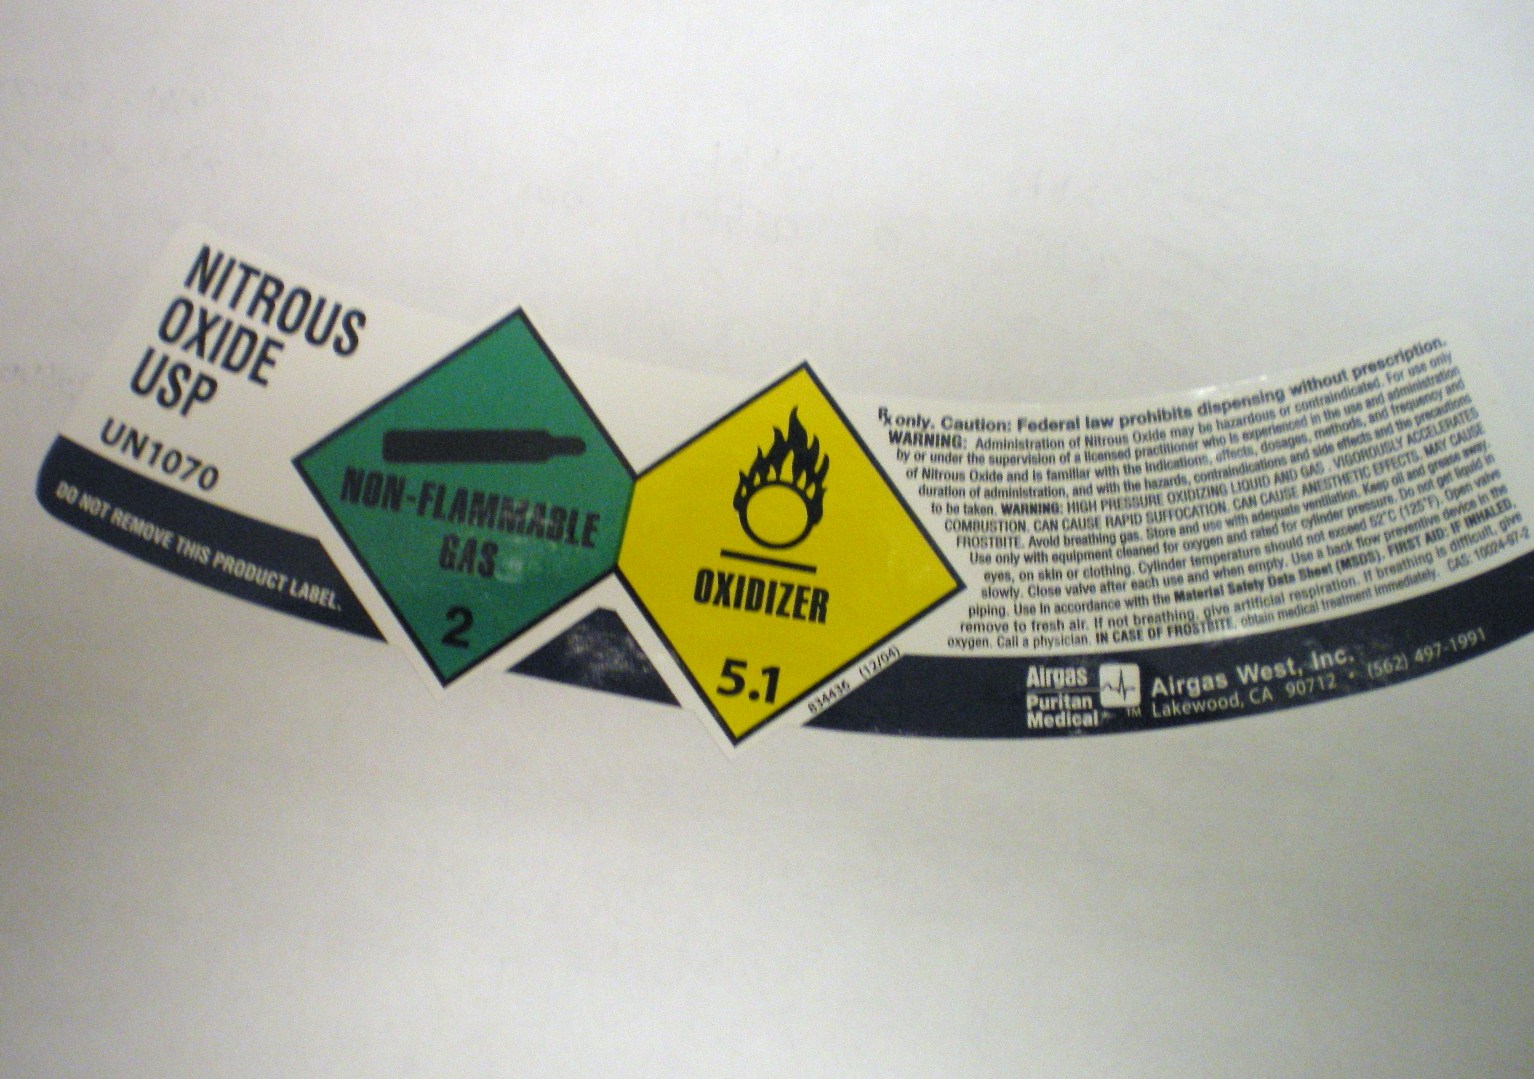 NITROUS
OXIDE
USP
UN1070
DO NOT REMOVE THIS PRODUCT LABEL.
NON-FLAMMABLE
GAS
2
OXIDIZER
5.1
834436 (12/04)
℞ only. Caution: Federal law prohibits dispensing without prescription.
WARNING: Administration of Nitrous Oxide may be hazardous or contraindicated. For use only
by or under the supervision of a licensed practitioner who is experienced in the use and administration
of Nitrous Oxide and is familiar with the indications, effects, dosages, methods, and frequency and
duration of administration, and with the hazards, contraindications and side effects and the precautions
to be taken. WARNING: HIGH PRESSURE OXIDIZING LIQUID AND GAS . VIGOROUSLY ACCELERATES
COMBUSTION. CAN CAUSE RAPID SUFFOCATION. CAN CAUSE ANESTHETIC EFFECTS. MAY CAUSE
FROSTBITE. Avoid breathing gas. Store and use with adequate ventilation. Keep oil and grease away.
Use only with equipment cleaned for oxygen and rated for cylinder pressure. Do not get liquid in
eyes, on skin or clothing. Cylinder temperature should not exceed 52°C (125°F). Open valve
slowly. Close valve after each use and when empty. Use a back flow preventive device in the
piping. Use in accordance with the Material Safety Data Sheet (MSDS). FIRST AID: IF INHALED,
remove to fresh air. If not breathing, give artificial respiration. If breathing is difficult, give
oxygen. Call a physician. IN CASE OF FROSTBITE, obtain medical treatment immediately. CAS: 10024-97-2
Airgas
Puritan
Medical™
Airgas West, Inc.
Lakewood, CA 90712 • (562) 497-1991